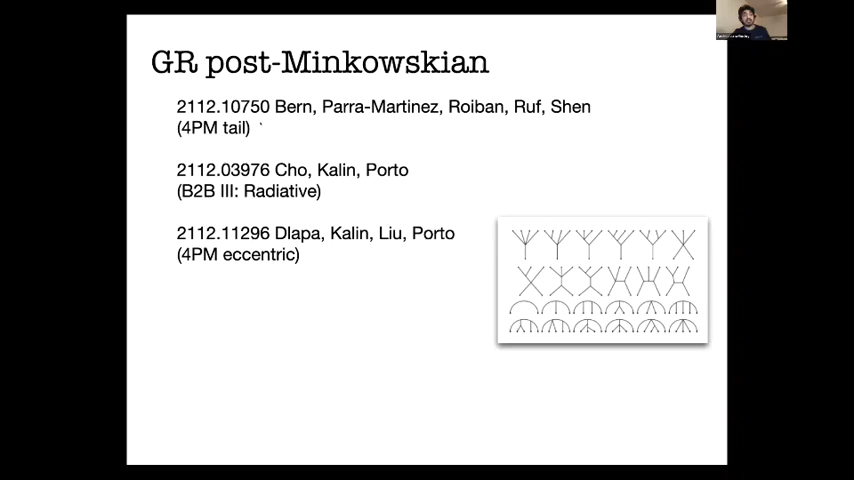 GR post-Minkowskian
2112.10750 Bern, Parra-Martinez, Roiban, Ruf, Shen
(4PM tail)
2112.03976 Cho, Kalin, Porto
(B2B III: Radiative)
2112.11296 Dlapa, Kalin, Liu, Porto
(4PM eccentric)